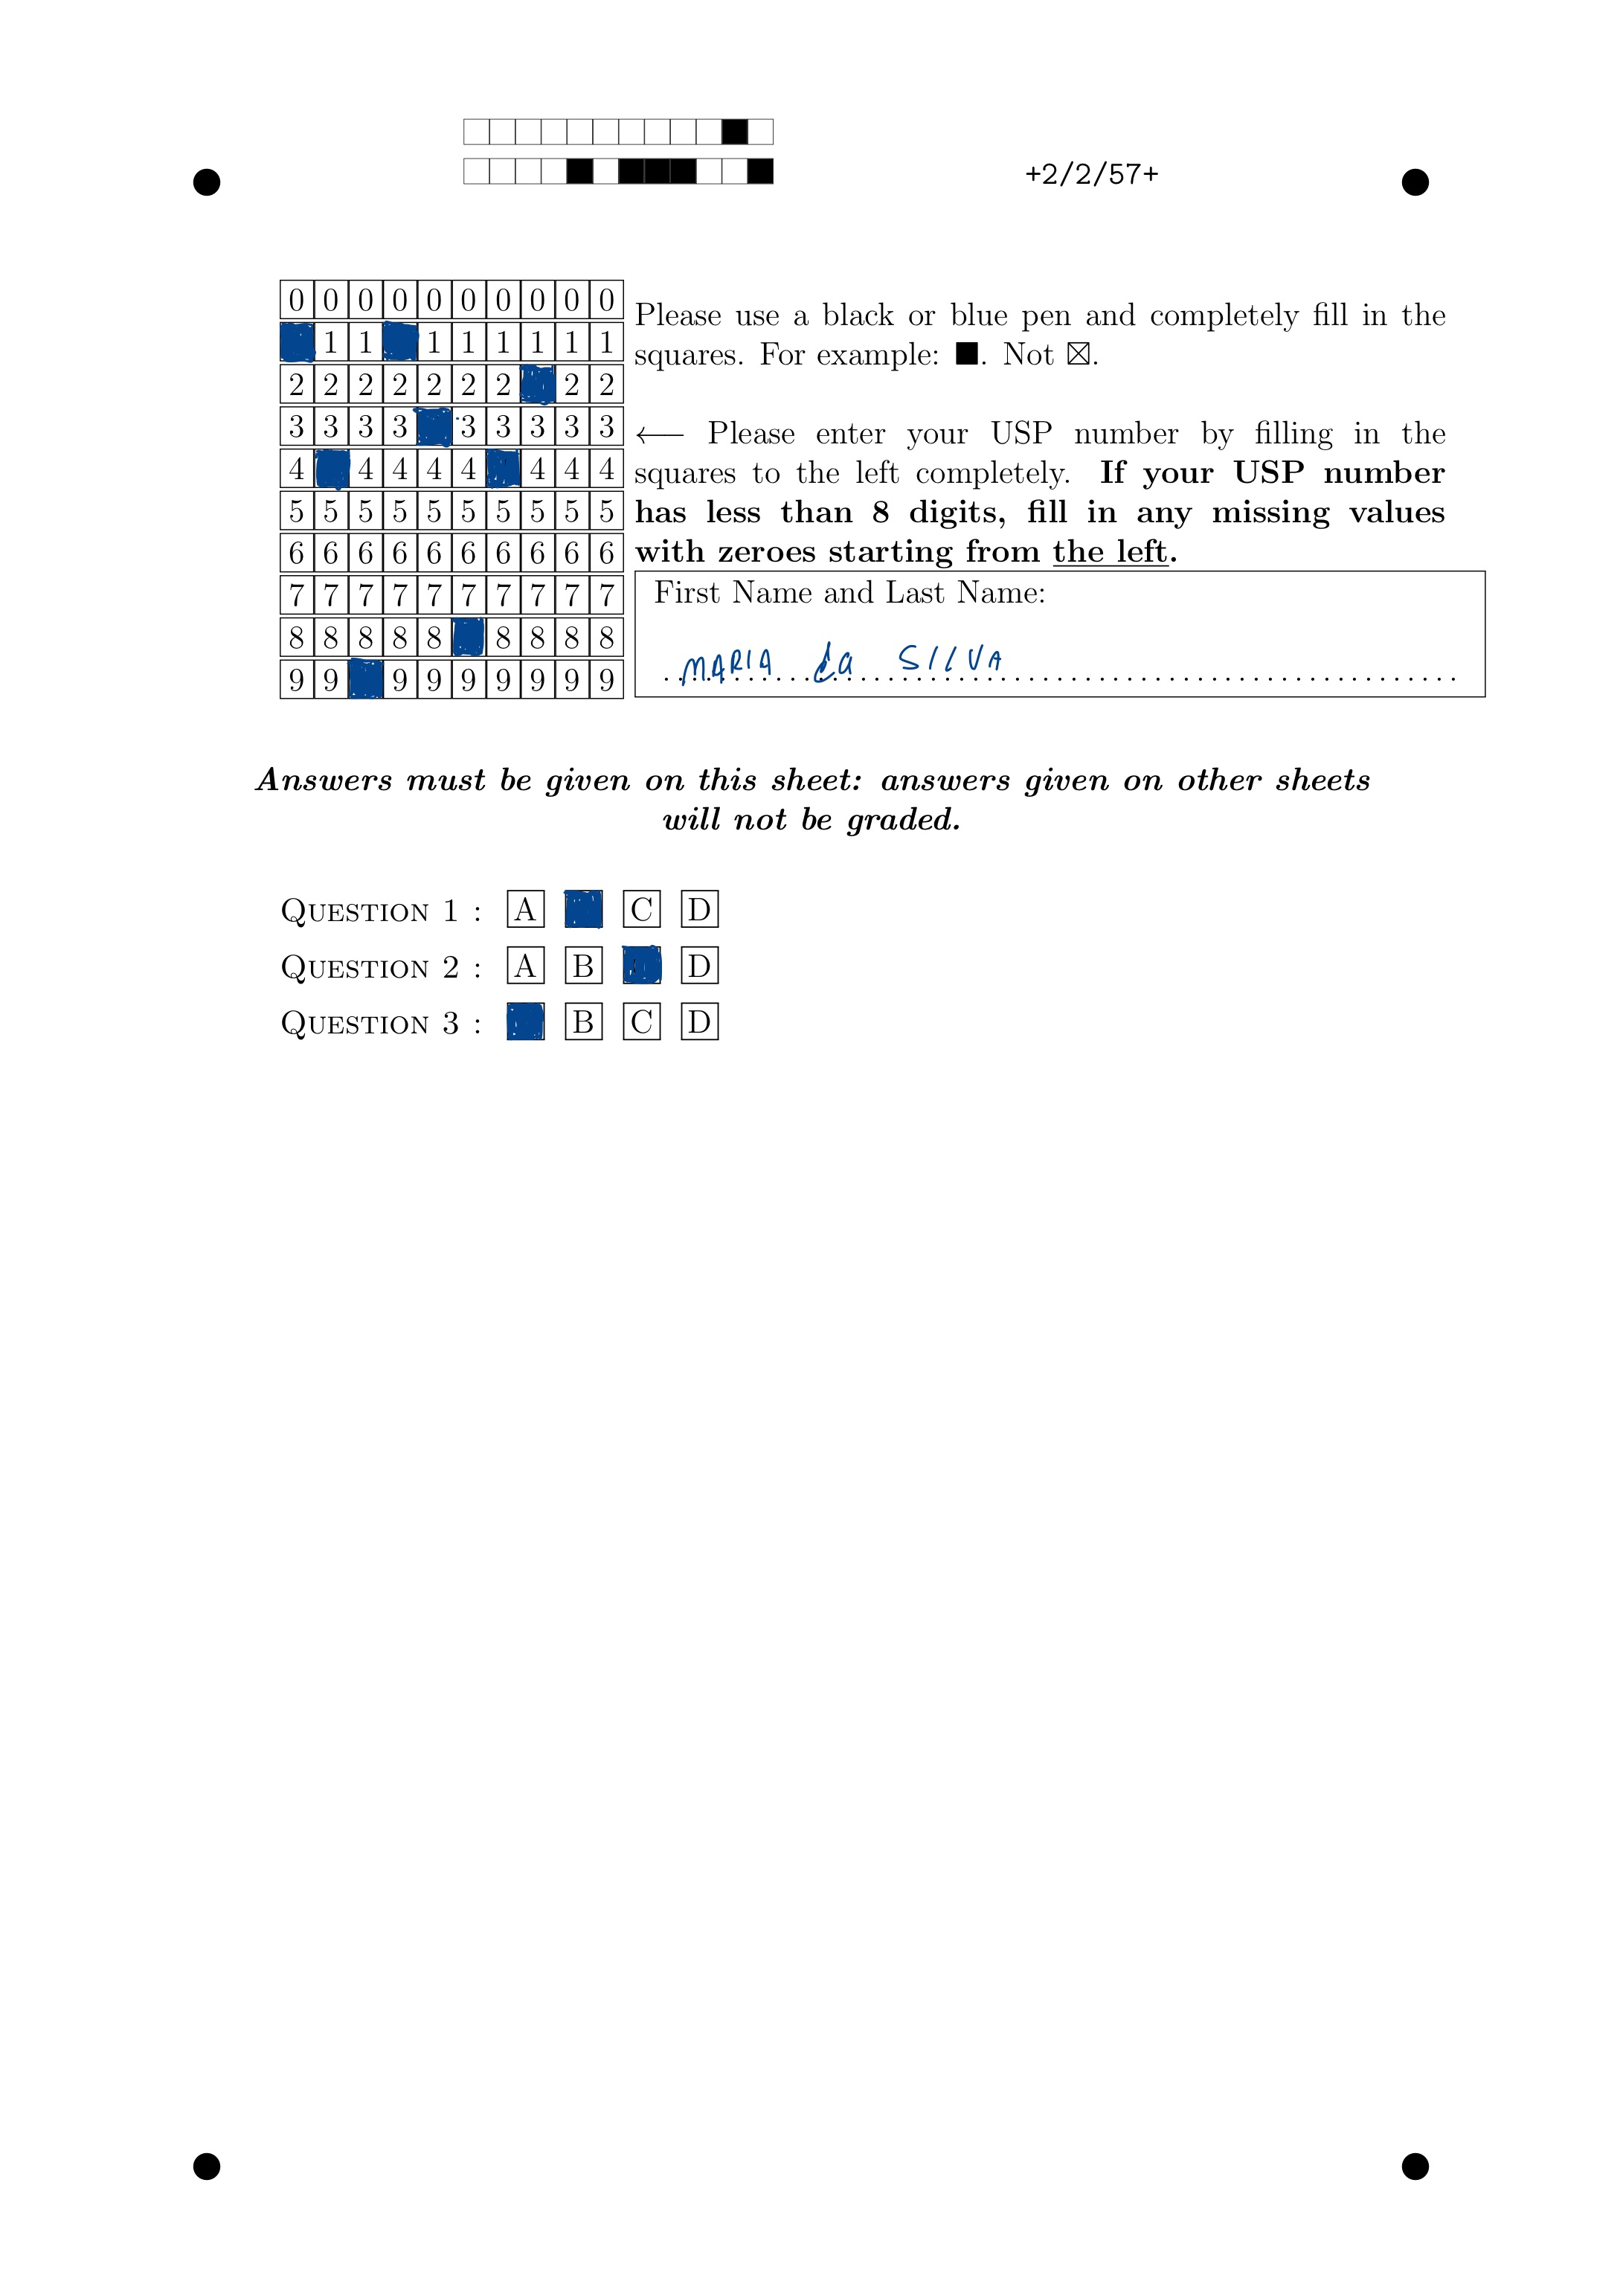 +2/2/57+
0 0 0 0 0 0 0 0 0 0
1 1 1 1 1 1 1 1
2 2 2 2 2 2 2 2 2
3 3 3 3 3 3 3 3 3
4 4 4 4 4 4 4 4
5 5 5 5 5 5 5 5 5 5
6 6 6 6 6 6 6 6 6 6
7 7 7 7 7 7 7 7 7 7
8 8 8 8 8 8 8 8 8
9 9 9 9 9 9 9 9 9
Please use a black or blue pen and completely fill in the
squares. For example: ■. Not ☒.
← Please enter your USP number by filling in the
squares to the left completely. If your USP number
has less than 8 digits, fill in any missing values
with zeroes starting from the left.
First Name and Last Name:
MARIA da SILVA
Answers must be given on this sheet: answers given on other sheets
will not be graded.
Question 1 : A C D
Question 2 : A B D
Question 3 : B C D